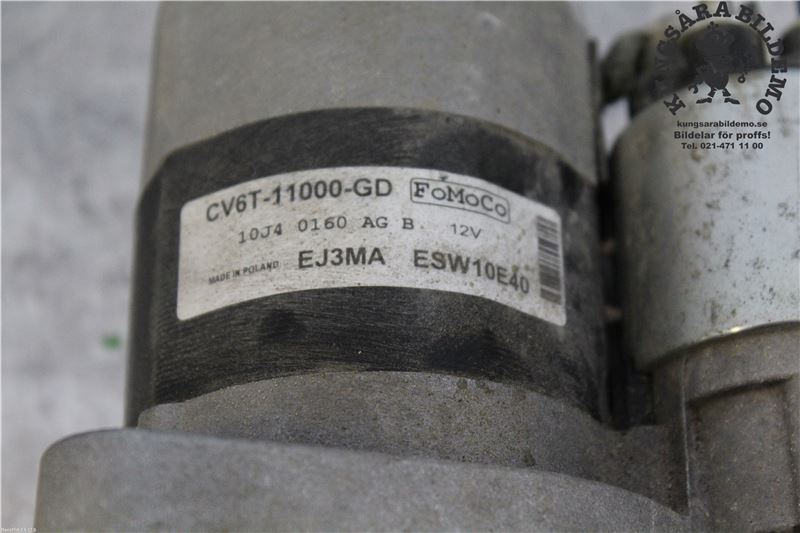 KUNGSÅRA BILDEMO
kungsarabildemo.se
Bildelar för proffs!
Tel. 021-471 11 00
CV6T-11000-GD FoMoCo
10J4 0160 AG B 12V
MADE IN POLAND EJ3MA ESW10E40